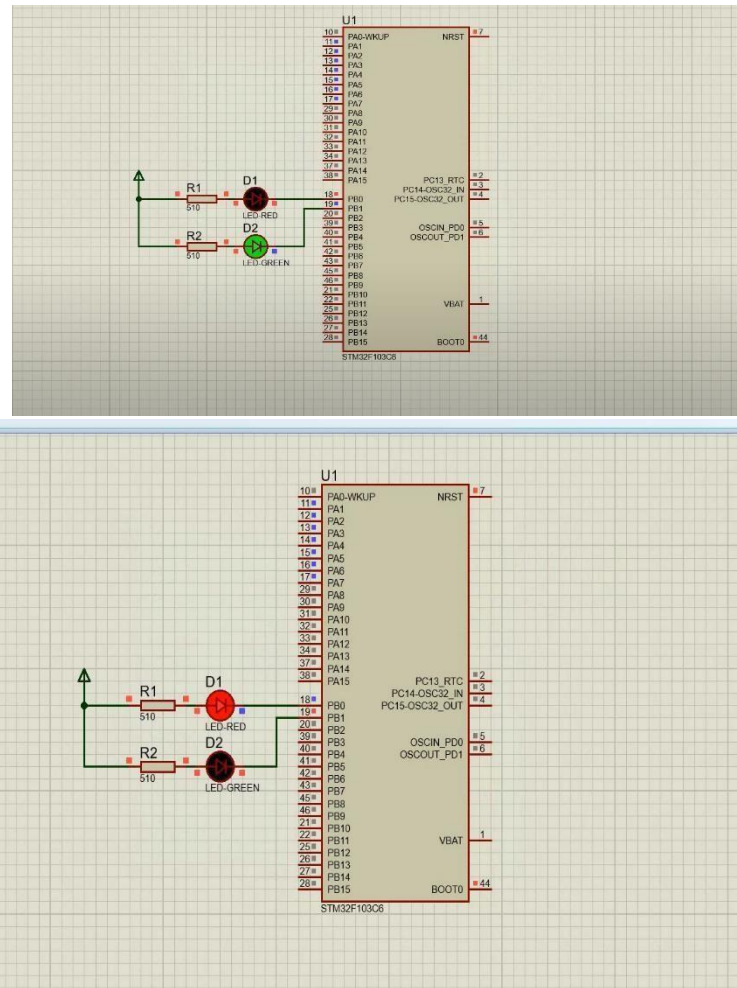 U1
10 PA0-WKUP NRST 7
11 PA1
12 PA2
13 PA3
14 PA4
15 PA5
16 PA6
17 PA7
29 PA8
30 PA9
31 PA10
32 PA11
33 PA12
34 PA13
37 PA14
38 PA15
PC13_RTC 2
PC14-OSC32_IN 3
PC15-OSC32_OUT 4
R1
510
D1
LED-RED
R2
510
D2
LED-GREEN
18 PB0
19 PB1
20 PB2
39 PB3
40 PB4
41 PB5
42 PB6
43 PB7
45 PB8
46 PB9
21 PB10
22 PB11
25 PB12
26 PB13
27 PB14
28 PB15
OSCIN_PD0 5
OSCOUT_PD1 6
VBAT 1
BOOT0 44
STM32F103C6
U1
10 PA0-WKUP NRST 7
11 PA1
12 PA2
13 PA3
14 PA4
15 PA5
16 PA6
17 PA7
29 PA8
30 PA9
31 PA10
32 PA11
33 PA12
34 PA13
37 PA14
38 PA15
PC13_RTC 2
PC14-OSC32_IN 3
PC15-OSC32_OUT 4
R1
510
D1
LED-RED
R2
510
D2
LED-GREEN
18 PB0
19 PB1
20 PB2
39 PB3
40 PB4
41 PB5
42 PB6
43 PB7
45 PB8
46 PB9
21 PB10
22 PB11
25 PB12
26 PB13
27 PB14
28 PB15
OSCIN_PD0 5
OSCOUT_PD1 6
VBAT 1
BOOT0 44
STM32F103C6